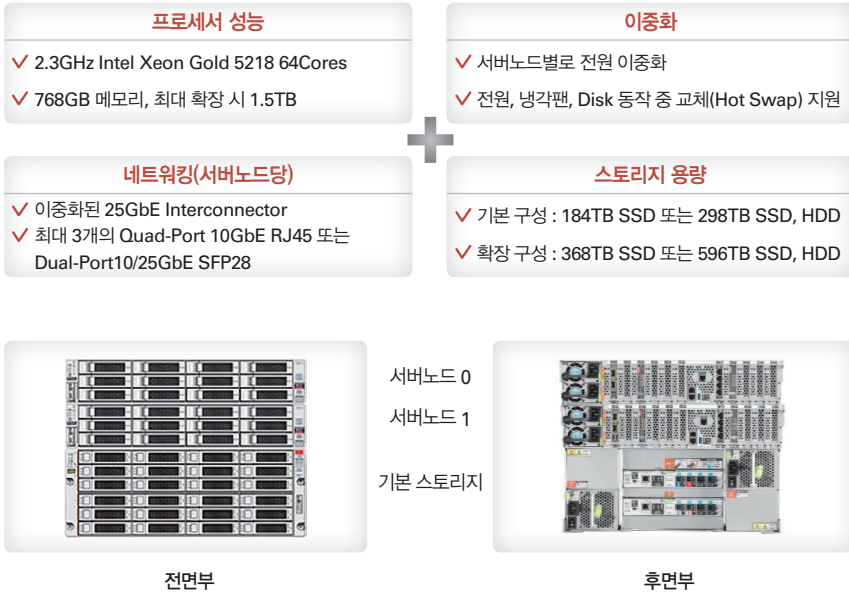 프로세서 성능
✓ 2.3GHz Intel Xeon Gold 5218 64Cores
✓ 768GB 메모리, 최대 확장 시 1.5TB
이중화
✓ 서버노드별로 전원 이중화
✓ 전원, 냉각팬, Disk 동작 중 교체(Hot Swap) 지원
네트워킹(서버노드당)
✓ 이중화된 25GbE Interconnector
✓ 최대 3개의 Quad-Port 10GbE RJ45 또는
Dual-Port10/25GbE SFP28
스토리지 용량
✓ 기본 구성 : 184TB SSD 또는 298TB SSD, HDD
✓ 확장 구성 : 368TB SSD 또는 596TB SSD, HDD
서버노드 0
서버노드 1
기본 스토리지
전면부
후면부